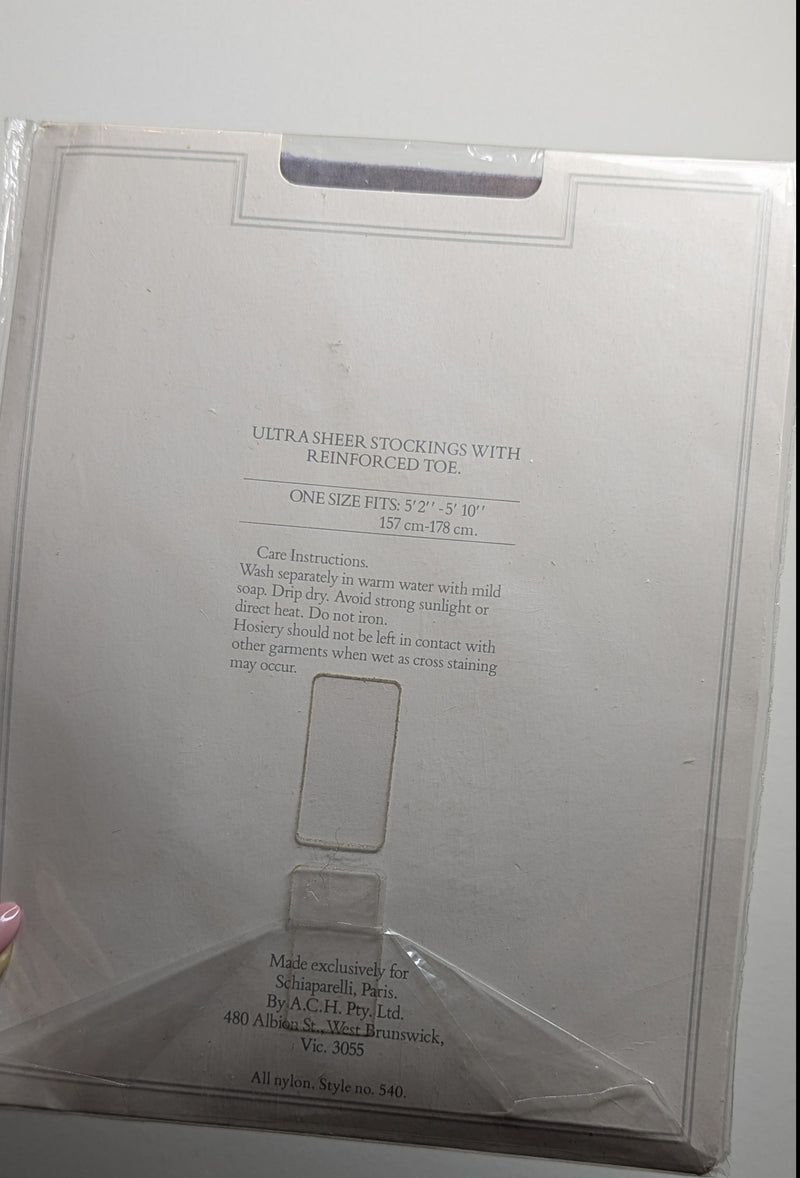 ULTRA SHEER STOCKINGS WITH
REINFORCED TOE.
ONE SIZE FITS: 5'2'' - 5' 10''
157 cm-178 cm.
Care Instructions.
Wash separately in warm water with mild
soap. Drip dry. Avoid strong sunlight or
direct heat. Do not iron.
Hosiery should not be left in contact with
other garments when wet as cross staining
may occur.
Made exclusively for
Schiaparelli, Paris.
By A.C.H. Pty. Ltd.
480 Albion St., West Brunswick,
Vic. 3055
All nylon. Style no. 540.